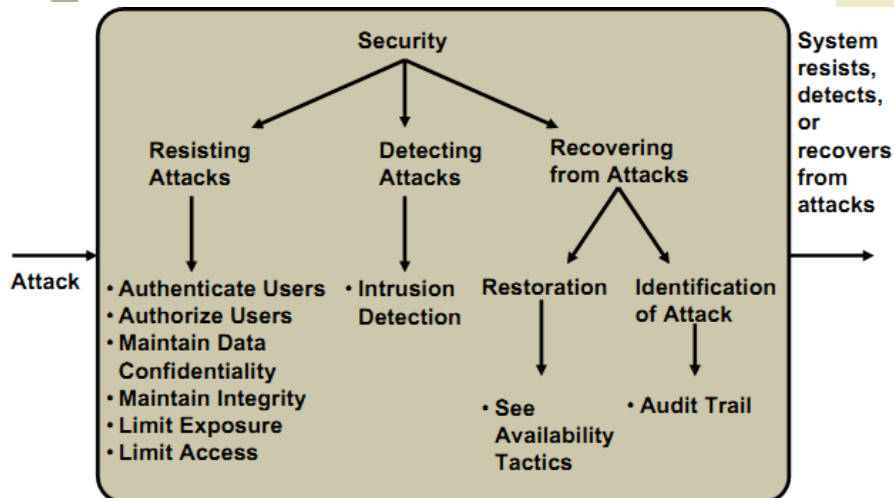 Security
System
resists,
detects,
or
recovers
from
attacks
Resisting
Attacks
Detecting
Attacks
Recovering
from Attacks
Attack
• Authenticate Users
• Authorize Users
• Maintain Data
Confidentiality
• Maintain Integrity
• Limit Exposure
• Limit Access
• Intrusion
Detection
Restoration
Identification
of Attack
• See
Availability
Tactics
• Audit Trail